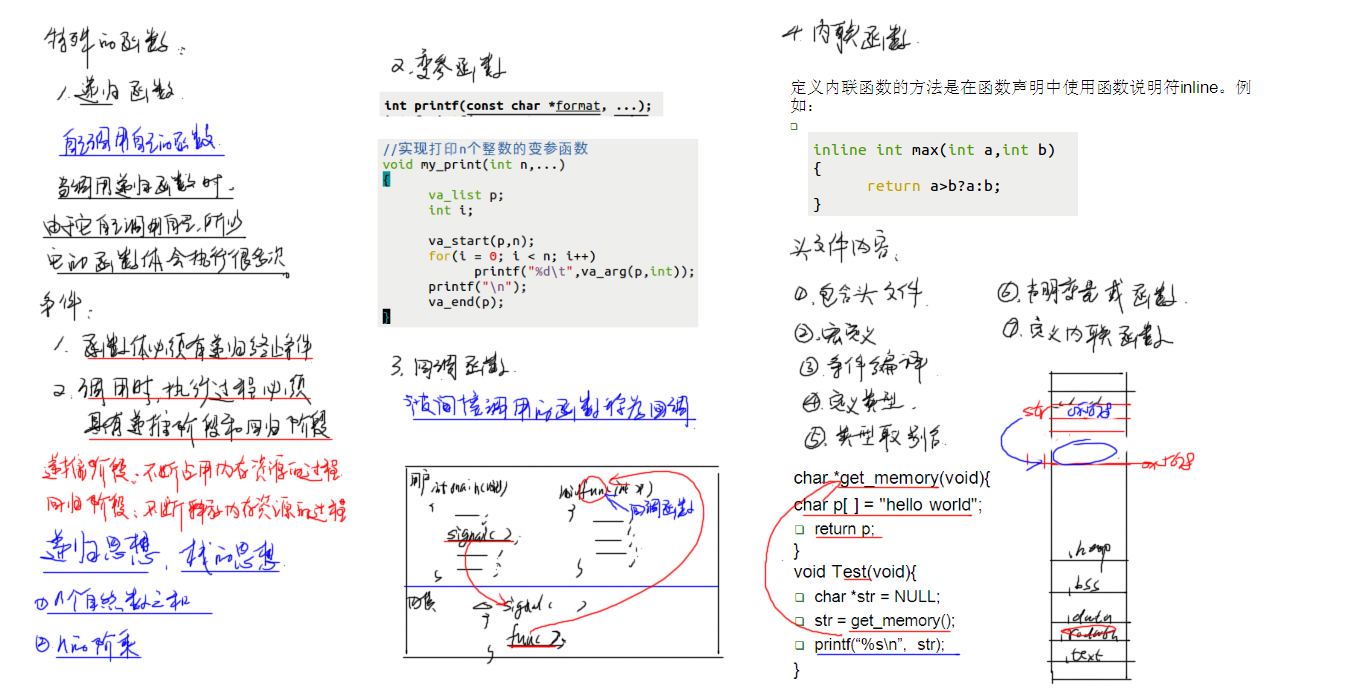 特殊的函数:
1.递归函数.
自己调用自己的函数
当调用递归函数时.
由于它自己调用自己,所以
它的函数体会执行很多次。
条件:
1. 函数体必须有递归终止条件
2.调用时,执行过程必须
具有递推阶段和回归阶段
递推阶段:不断占用内存资源的过程
回归阶段:不断释放内存资源的过程
递归思想,栈的思想
①n个自然数之和
②n的阶乘
2.变参函数
int printf(const char *format, ...);
//实现打印n个整数的变参函数
void my_print(int n,...)
{
va_list p;
int i;
va_start(p,n);
for(i = 0; i < n; i++)
printf("%d\t",va_arg(p,int));
printf("\n");
va_end(p);
}
3.回调函数.
被间接调用的函数称为回调
用户 int main(void)
{
signal( );
}
void func(int x)
{
回调函数
}
内核
signal( )
{
func( );
}
4.内联函数.
定义内联函数的方法是在函数声明中使用函数说明符inline。例
如:
inline int max(int a,int b)
{
return a>b?a:b;
}
头文件内容:
①.包含头文件.
②.宏定义
③.条件编译
④.定义类型.
⑤.类型取别名
⑥.声明变量或函数.
⑦.定义内联函数
char *get_memory(void){
char p[ ] = "hello world";
return p;
}
void Test(void){
char *str = NULL;
str = get_memory();
printf("%s\n", str);
}
str
0x728
.heap
.bss
.data
.rodata
.text